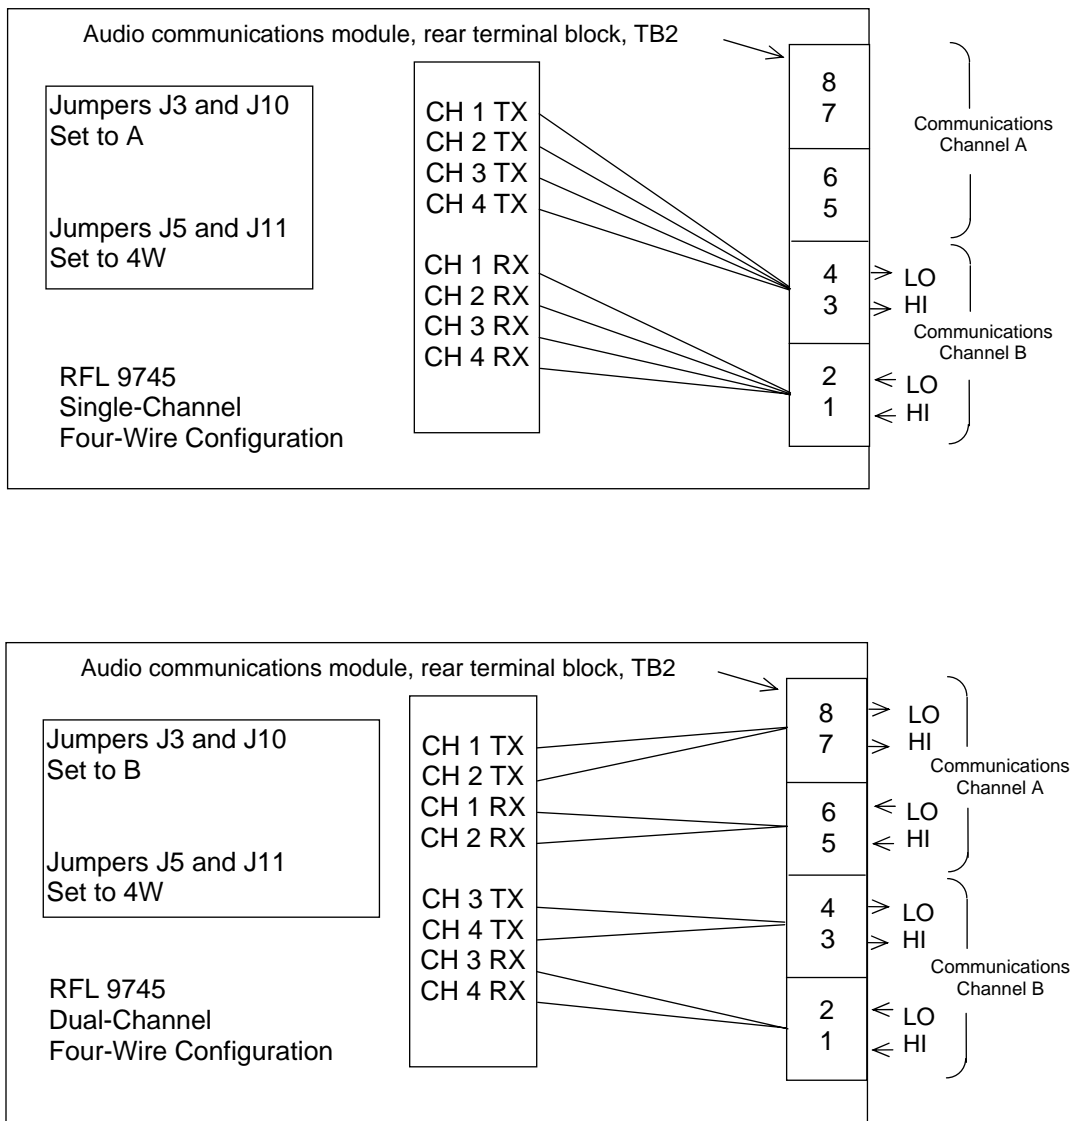 Audio communications module, rear terminal block, TB2
Jumpers J3 and J10
Set to A
Jumpers J5 and J11
Set to 4W
RFL 9745
Single-Channel
Four-Wire Configuration
CH 1 TX
CH 2 TX
CH 3 TX
CH 4 TX
CH 1 RX
CH 2 RX
CH 3 RX
CH 4 RX
8
7
6
5
4
3
2
1
LO
HI
LO
HI
Communications
Channel A
Communications
Channel B
Audio communications module, rear terminal block, TB2
Jumpers J3 and J10
Set to B
Jumpers J5 and J11
Set to 4W
RFL 9745
Dual-Channel
Four-Wire Configuration
CH 1 TX
CH 2 TX
CH 1 RX
CH 2 RX
CH 3 TX
CH 4 TX
CH 3 RX
CH 4 RX
8
7
6
5
4
3
2
1
LO
HI
LO
HI
LO
HI
LO
HI
Communications
Channel A
Communications
Channel B